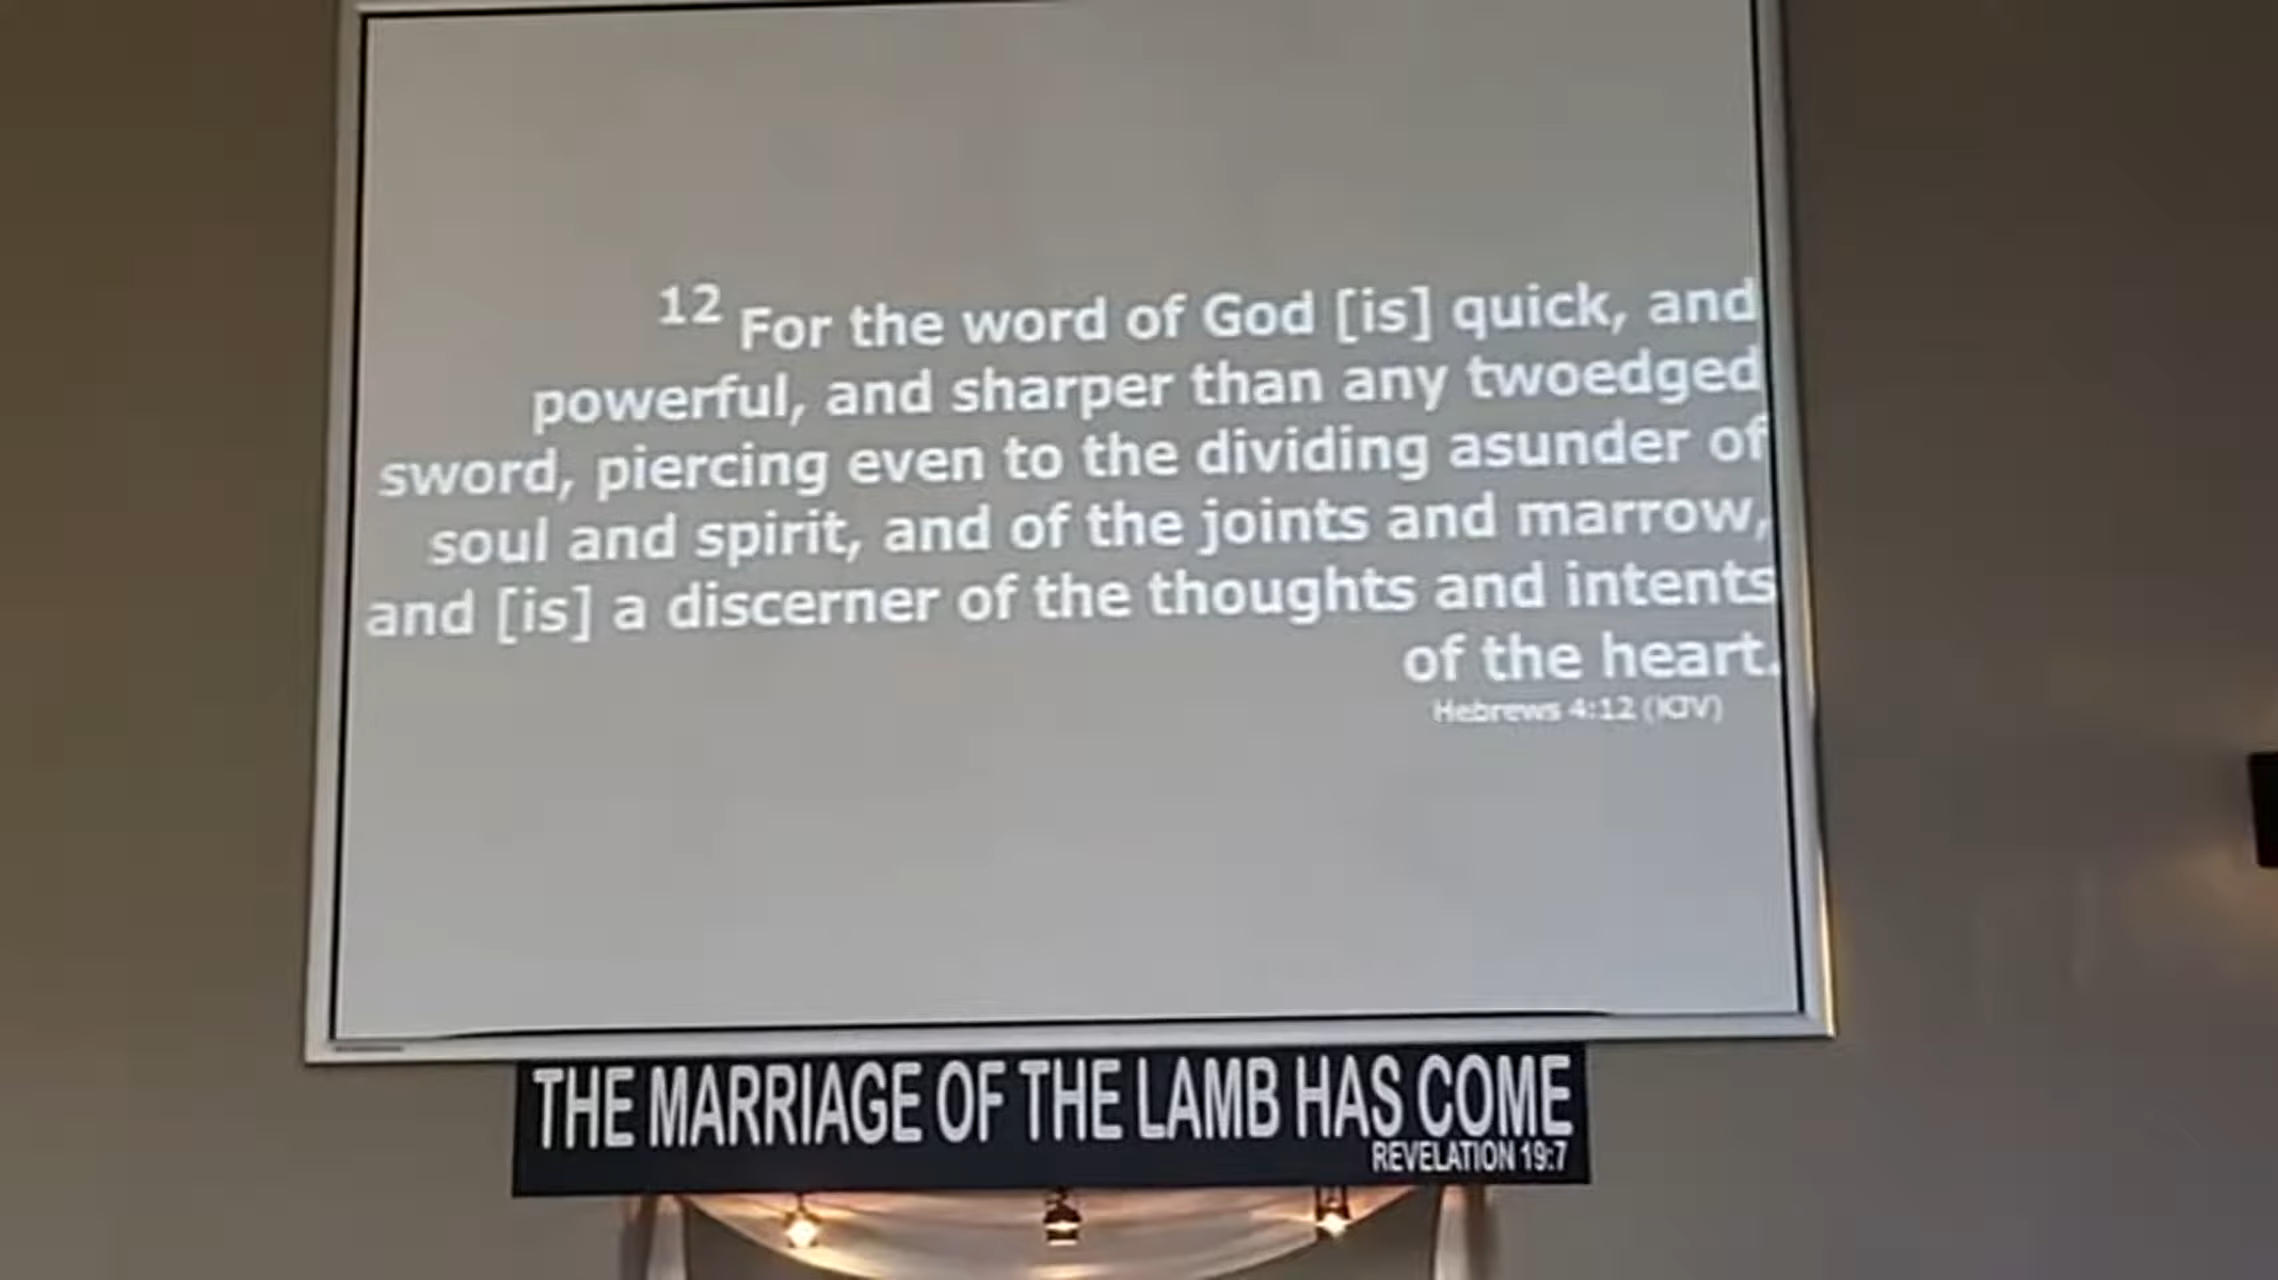 12 For the word of God [is] quick, and
powerful, and sharper than any twoedged
sword, piercing even to the dividing asunder of
soul and spirit, and of the joints and marrow,
and [is] a discerner of the thoughts and intents
of the heart.
Hebrews 4:12 (KJV)
THE MARRIAGE OF THE LAMB HAS COME
REVELATION 19:7